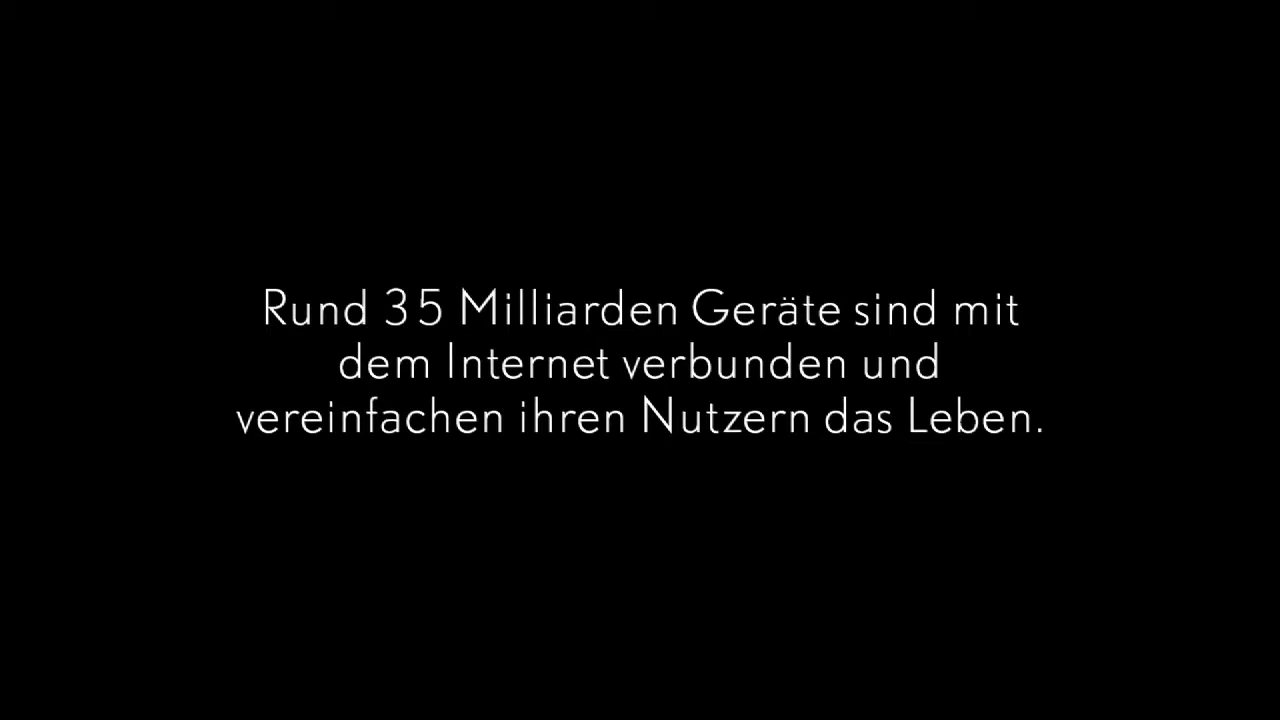 Rund 35 Milliarden Geräte sind mit
dem Internet verbunden und
vereinfachen ihren Nutzern das Leben.